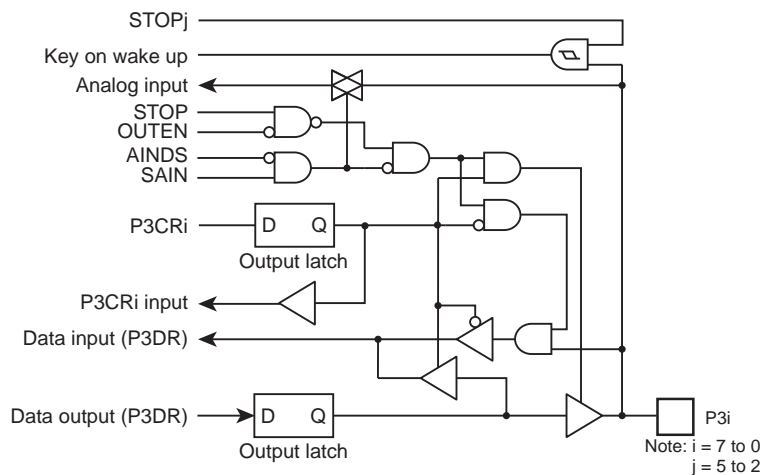 STOPj
Key on wake up
Analog input
STOP
OUTEN
AINDS
SAIN
P3CRi
D Q
Output latch
P3CRi input
Data input (P3DR)
Data output (P3DR)
D Q
Output latch
P3i
Note: i = 7 to 0
j = 5 to 2